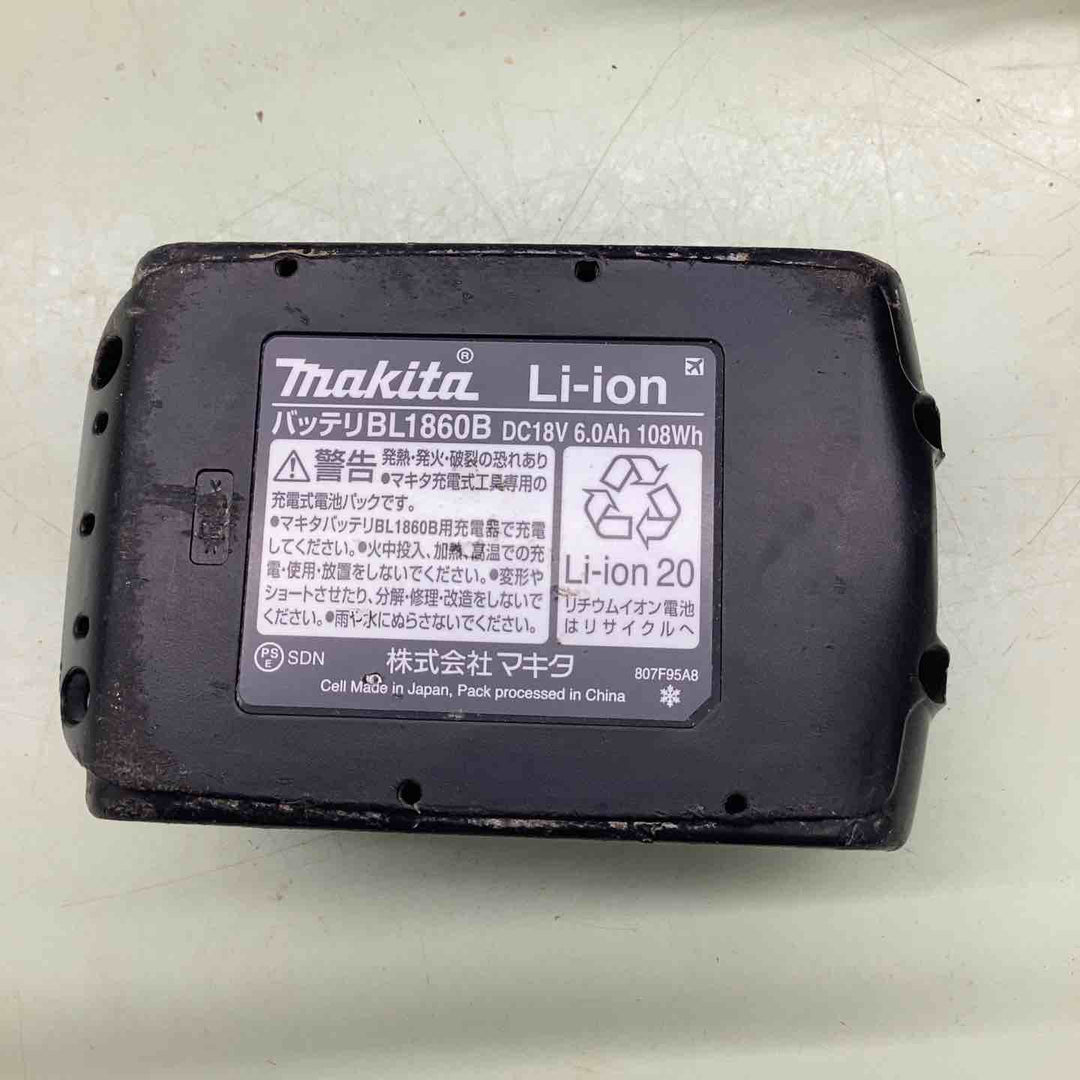 makita® Li-ion
バッテリBL1860B DC18V 6.0Ah 108Wh
警告 発熱・発火・破裂の恐れあり
●マキタ充電式工具専用の
充電式電池パックです。
●マキタバッテリBL1860B用充電器で充電
してください。●火中投入、加熱、高温での充
電・使用・放置をしないでください。●変形や
ショートさせたり、分解・修理・改造をしないで
ください。●雨や水にぬらさないでください。
Li-ion 20
リチウムイオン電池
はリサイクルへ
PSE SDN 株式会社マキタ 807F95A8
Cell Made in Japan, Pack processed in China